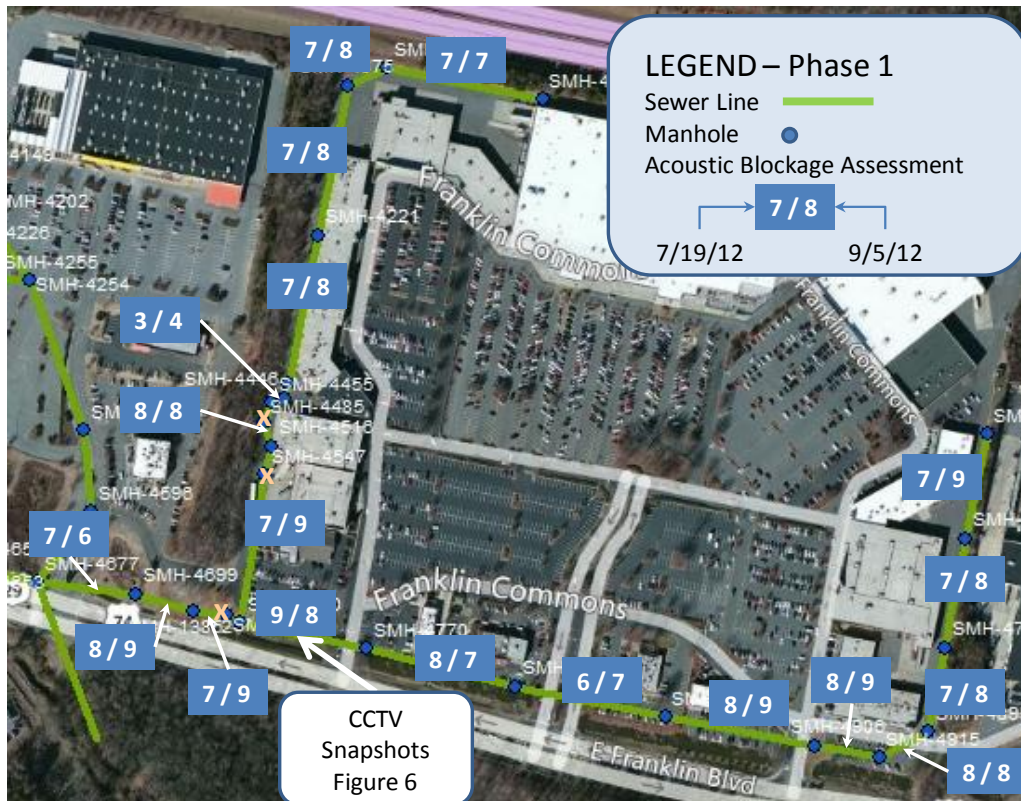 LEGEND – Phase 1
Sewer Line
Manhole
Acoustic Blockage Assessment
7 / 8
7/19/12
9/5/12
7 / 8
7 / 7
7 / 8
SMH-4221
7 / 8
SMH-4202
4226
SMH-4255
SMH-4254
3 / 4
SMH-4446
SMH-4455
8 / 8
X
SMH-4485
SMH-4516
SMH-4547
X
SMH-4596
7 / 9
7 / 6
SMH-4677
SMH-4699
29
74
X
8 / 9
7 / 9
9 / 8
SMH-4770
8 / 7
6 / 7
8 / 9
8 / 9
SMH-4906
SMH-4915
7 / 9
7 / 8
7 / 8
8 / 8
Franklin Commons
Franklin Commons
Franklin Commons
E Franklin Blvd
CCTV
Snapshots
Figure 6